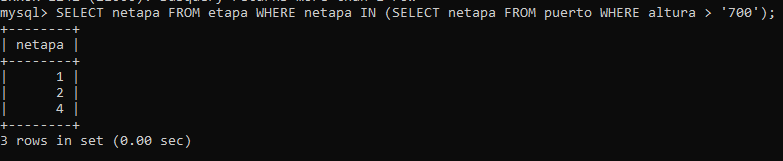 mysql> SELECT netapa FROM etapa WHERE netapa IN (SELECT netapa FROM puerto WHERE altura > '700');
+--------+
| netapa |
+--------+
|      1 |
|      2 |
|      4 |
+--------+
3 rows in set (0.00 sec)